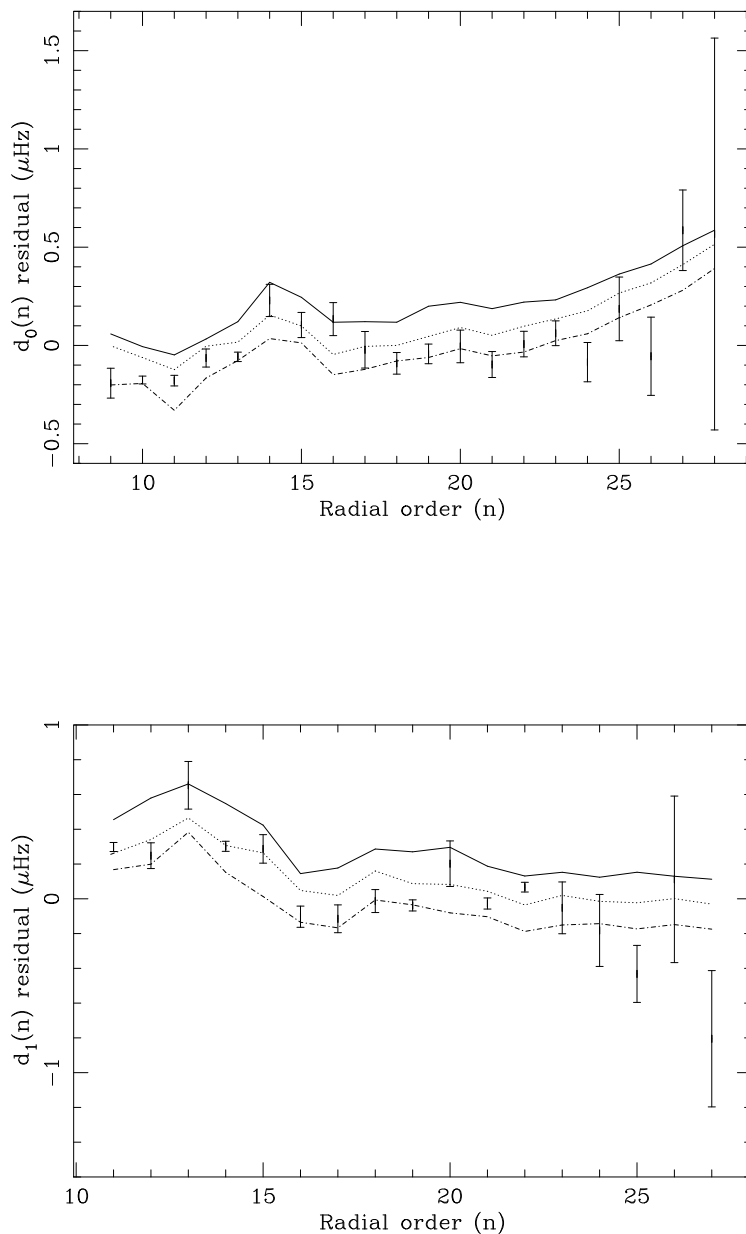 1.5
1
0.5
0
−0.5
d₀(n) residual (μHz)
10 15 20 25
Radial order (n)
1
0
−1
d₁(n) residual (μHz)
10 15 20 25
Radial order (n)